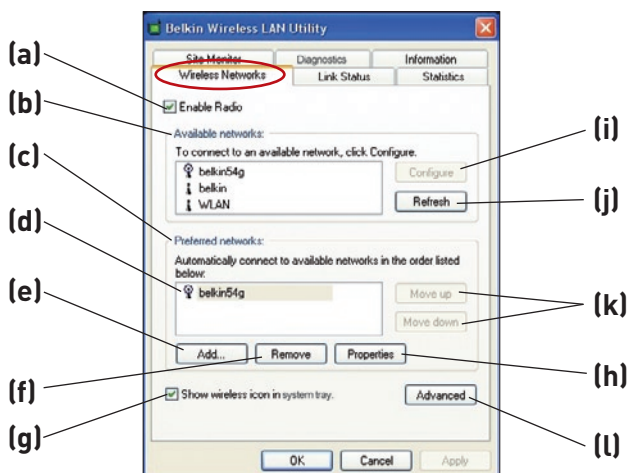 Belkin Wireless LAN Utility
Site Monitor Diagnostics Information
Wireless Networks Link Status Statistics
(a)
Enable Radio
(b)
Available networks:
To connect to an available network, click Configure.
(c)
belkin54g
Configure
(i)
belkin
WLAN
Refresh
(j)
(d)
Preferred networks:
Automatically connect to available networks in the order listed
below:
belkin54g
Move up
(k)
Move down
(e)
Add... Remove Properties
(h)
(f)
Show wireless icon in system tray.
Advanced
(g)
(l)
OK Cancel Apply